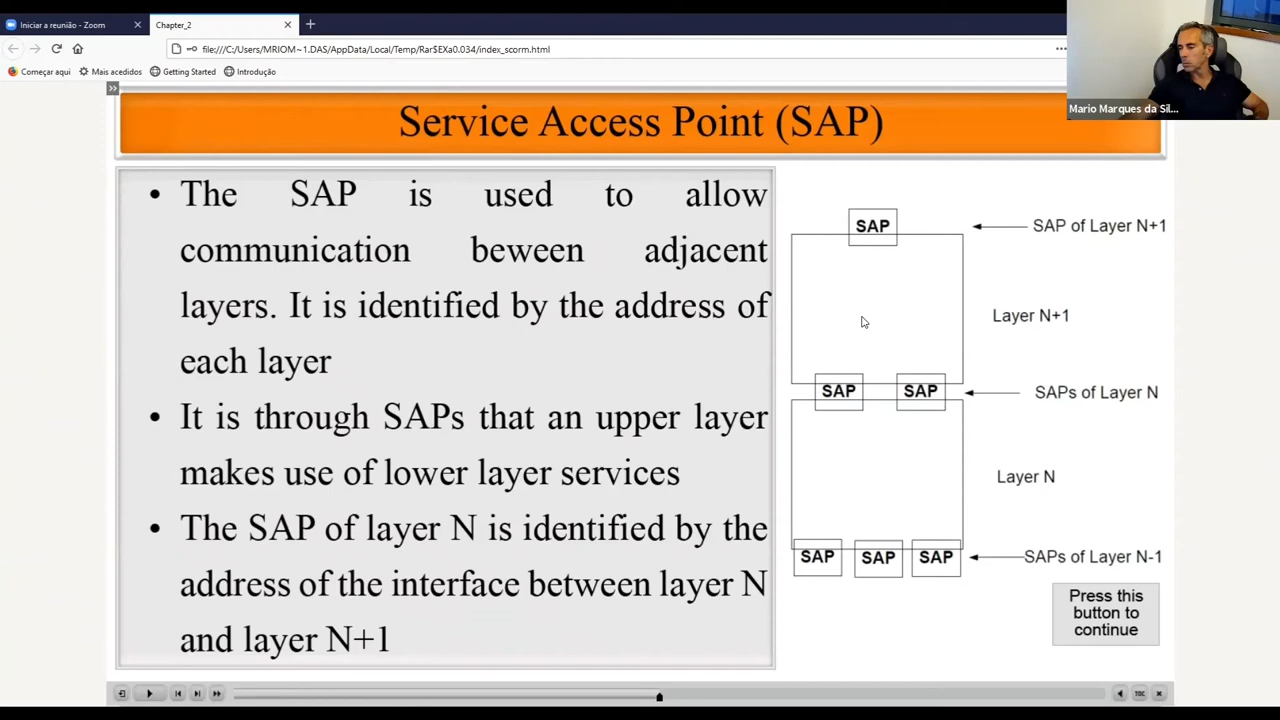 Iniciar a reunião - Zoom
Chapter_2
file:///C:/Users/MRIOM~1.DAS/AppData/Local/Temp/Rar$EXa0.034/index_scorm.html
Começar aqui
Mais acedidos
Getting Started
Introdução
Mario Marques da Sil...
Service Access Point (SAP)
• The SAP is used to allow
communication beween adjacent
layers. It is identified by the address of
each layer
• It is through SAPs that an upper layer
makes use of lower layer services
• The SAP of layer N is identified by the
address of the interface between layer N
and layer N+1
SAP
SAP of Layer N+1
Layer N+1
SAP SAP
SAPs of Layer N
Layer N
SAP SAP SAP
SAPs of Layer N-1
Press this
button to
continue
TOC